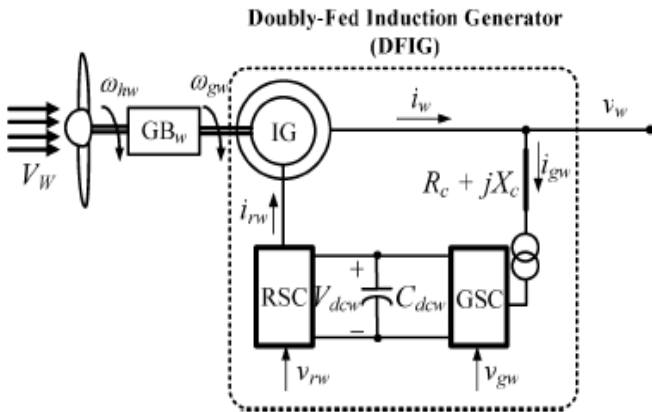 Doubly-Fed Induction Generator
(DFIG)
ω_hw
ω_gw
i_w
v_w
GB_w
IG
V_W
R_c + jX_c
i_gw
i_rw
RSC
+
V_dcw
−
C_dcw
GSC
v_rw
v_gw